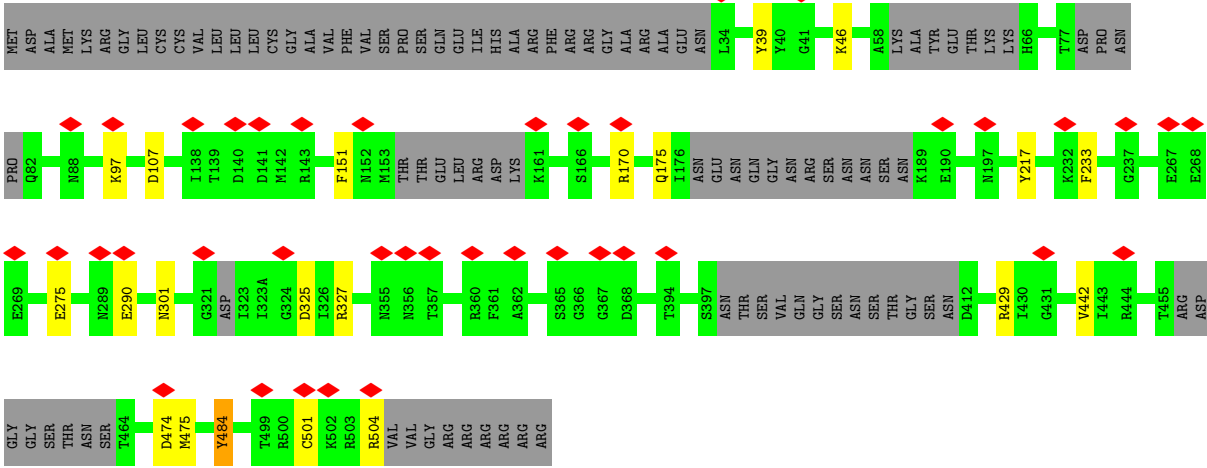 MET ASP ALA MET LYS ARG GLY LEU CYS CYS VAL LEU LEU LEU CYS GLY ALA VAL PHE VAL SER PRO SER GLN GLU ILE HIS ALA ARG PHE ARG ARG GLY ALA ARG ALA GLU ASN L34 Y39 Y40 G41 K46 A58 LYS ALA TYR GLU THR LYS LYS H66 T77 ASP PRO ASN
PRO Q82 N88 K97 D107 I138 T139 D140 D141 M142 R143 F151 N152 M153 THR THR GLU LEU ARG ASP LYS K161 S166 R170 Q175 I176 ASN GLU ASN GLN GLY ASN ARG SER ASN ASN SER ASN K189 E190 N197 Y217 K232 F233 G237 E267 E268
E269 E275 N289 E290 N301 G321 ASP I323 I323A G324 D325 I326 R327 N355 N356 T357 R360 F361 A362 S365 G366 G367 D368 T394 S397 ASN THR SER VAL GLN GLY SER ASN SER THR GLY SER ASN D412 R429 I430 G431 V442 I443 R444 T455 ARG ASP
GLY GLY SER THR ASN SER T464 D474 M475 Y484 T499 R500 C501 K502 R503 R504 VAL VAL GLY ARG ARG ARG ARG ARG ARG